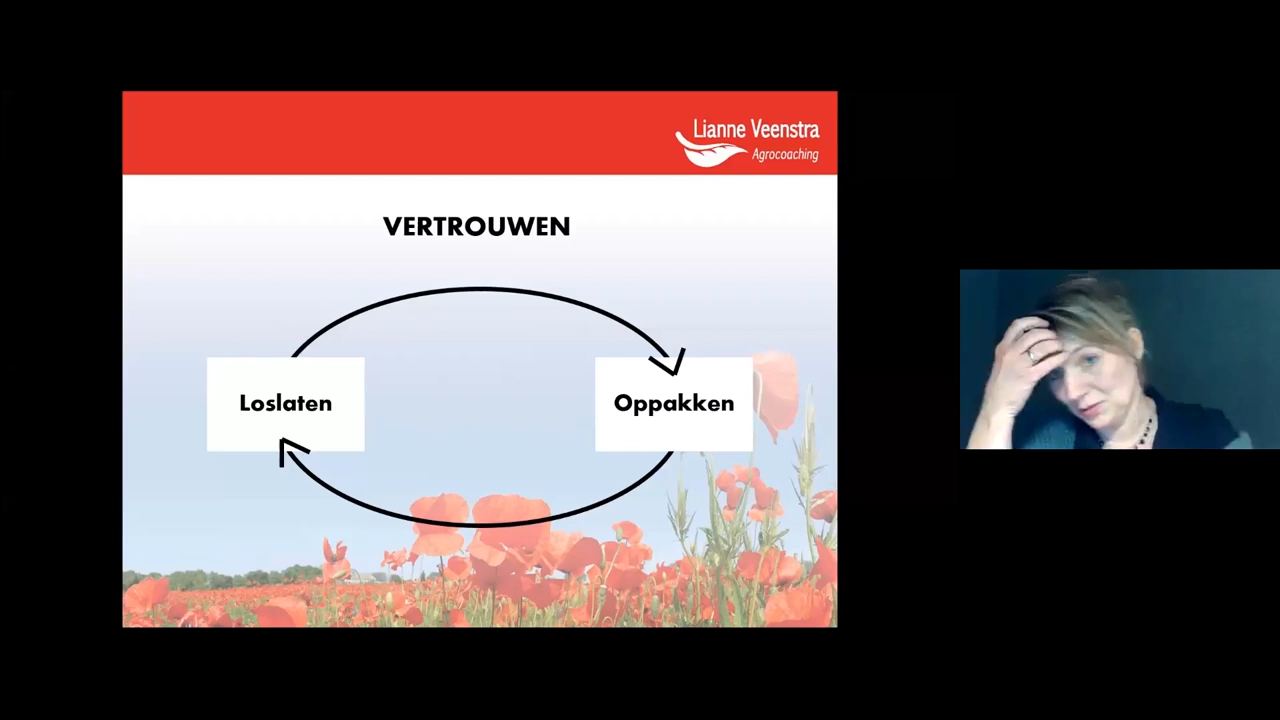 Lianne Veenstra
Agrocoaching
VERTROUWEN
Loslaten
Oppakken